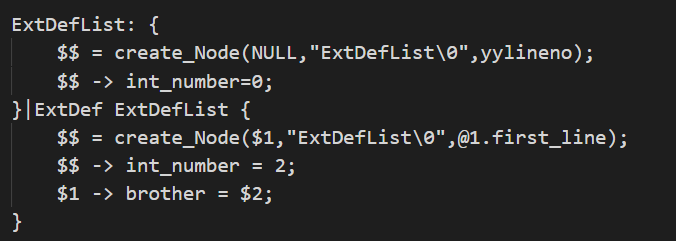 ExtDefList: {
    $$ = create_Node(NULL,"ExtDefList\0",yylineno);
    $$ -> int_number=0;
}|ExtDef ExtDefList {
    $$ = create_Node($1,"ExtDefList\0",@1.first_line);
    $$ -> int_number = 2;
    $1 -> brother = $2;
}